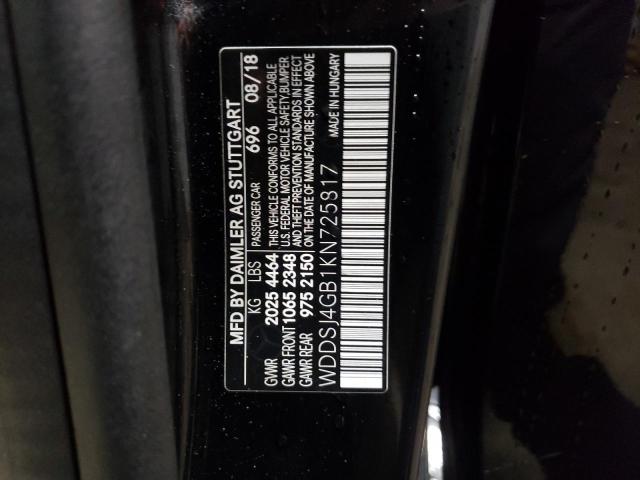 MFD BY DAIMLER AG STUTTGART
KG LBS PASSENGER CAR 696 08/18
GVWR 2025 4464 THIS VEHICLE CONFORMS TO ALL APPLICABLE
GAWR FRONT 1065 2348 U.S. FEDERAL MOTOR VEHICLE SAFETY,BUMPER
AND THEFT PREVENTION STANDARDS IN EFFECT
GAWR REAR 975 2150 ON THE DATE OF MANUFACTURE SHOWN ABOVE
WDDSJ4GB1KN725817 MADE IN HUNGARY